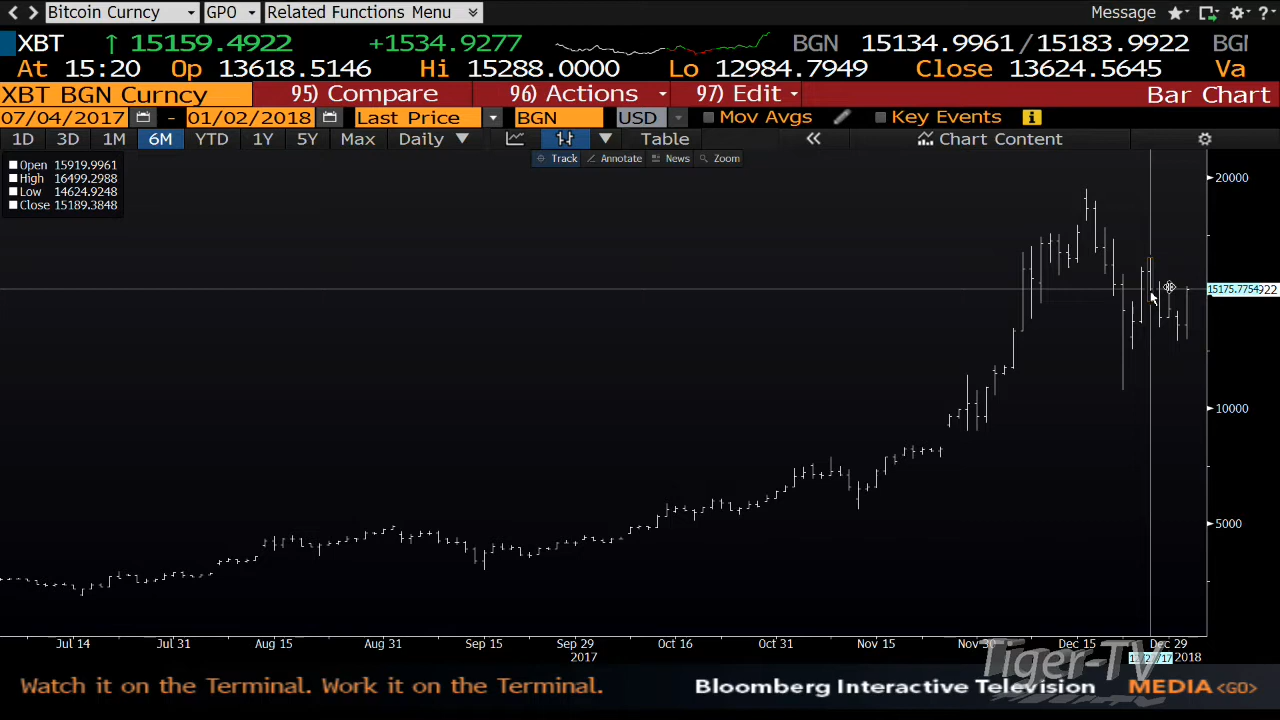 Bitcoin Curncy GPO Related Functions Menu Message ?
XBT ↑ 15159.4922 +1534.9277 BGN 15134.9961/15183.9922 BGN
At 15:20 Op 13618.5146 Hi 15288.0000 Lo 12984.7949 Close 13624.5645 Va
XBT BGN Curncy 95) Compare 96) Actions 97) Edit Bar Chart
07/04/2017 - 01/02/2018 Last Price BGN USD Mov Avgs Key Events i
1D 3D 1M 6M YTD 1Y 5Y Max Daily Table « Chart Content
Track Annotate News Zoom
Open 15919.9961
High 16499.2988
Low 14624.9248
Close 15189.3848
20000
15175.7754 922
10000
5000
Jul 14 Jul 31 Aug 15 Aug 31 Sep 15 Sep 29 Oct 16 Oct 31 Nov 15 Nov 30 Dec 15 Dec 29
2017 2018
Tiger-TV
Watch it on the Terminal. Work it on the Terminal. Bloomberg Interactive Television MEDIA <GO>